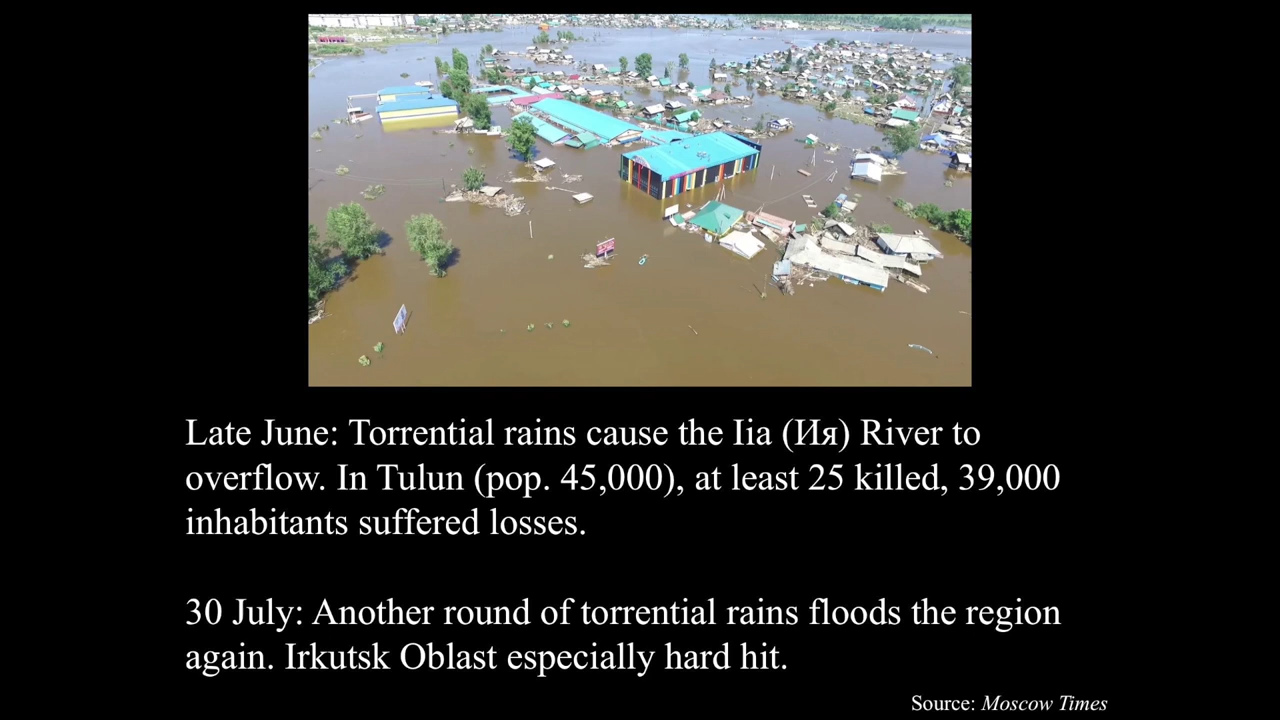 Late June: Torrential rains cause the Iia (Ия) River to
overflow. In Tulun (pop. 45,000), at least 25 killed, 39,000
inhabitants suffered losses.
30 July: Another round of torrential rains floods the region
again. Irkutsk Oblast especially hard hit.
Source: Moscow Times